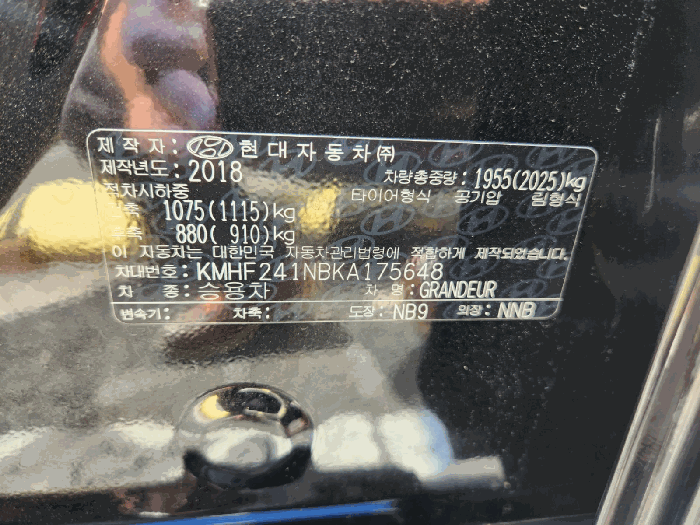 제 작 자 : 현 대 자 동 차 ㈜
제작년도 : 2018 차량총중량 : 1955(2025)kg
적차시하중 타이어형식 공기압 림형식
1075(1115)kg
880( 910)kg
이 자동차는 대한민국 자동차관리법령에 적합하게 제작되었습니다.
차대번호 : KMHF241NBKA175648
차 종 : 승용차 차 명 : GRANDEUR
변속기 : 차축 : 도장 : NB9 의장 : NNB